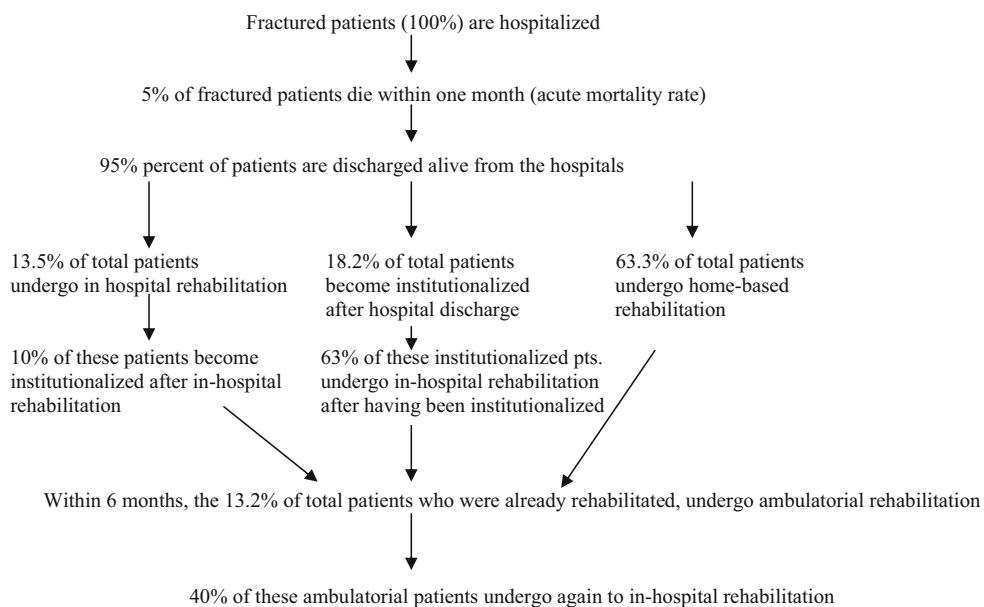 Fractured patients (100%) are hospitalized
5% of fractured patients die within one month (acute mortality rate)
95% percent of patients are discharged alive from the hospitals
13.5% of total patients
undergo in hospital rehabilitation
18.2% of total patients
become institutionalized
after hospital discharge
63.3% of total patients
undergo home-based
rehabilitation
10% of these patients become
institutionalized after in-hospital
rehabilitation
63% of these institutionalized pts.
undergo in-hospital rehabilitation
after having been institutionalized
Within 6 months, the 13.2% of total patients who were already rehabilitated, undergo ambulatorial rehabilitation
40% of these ambulatorial patients undergo again to in-hospital rehabilitation